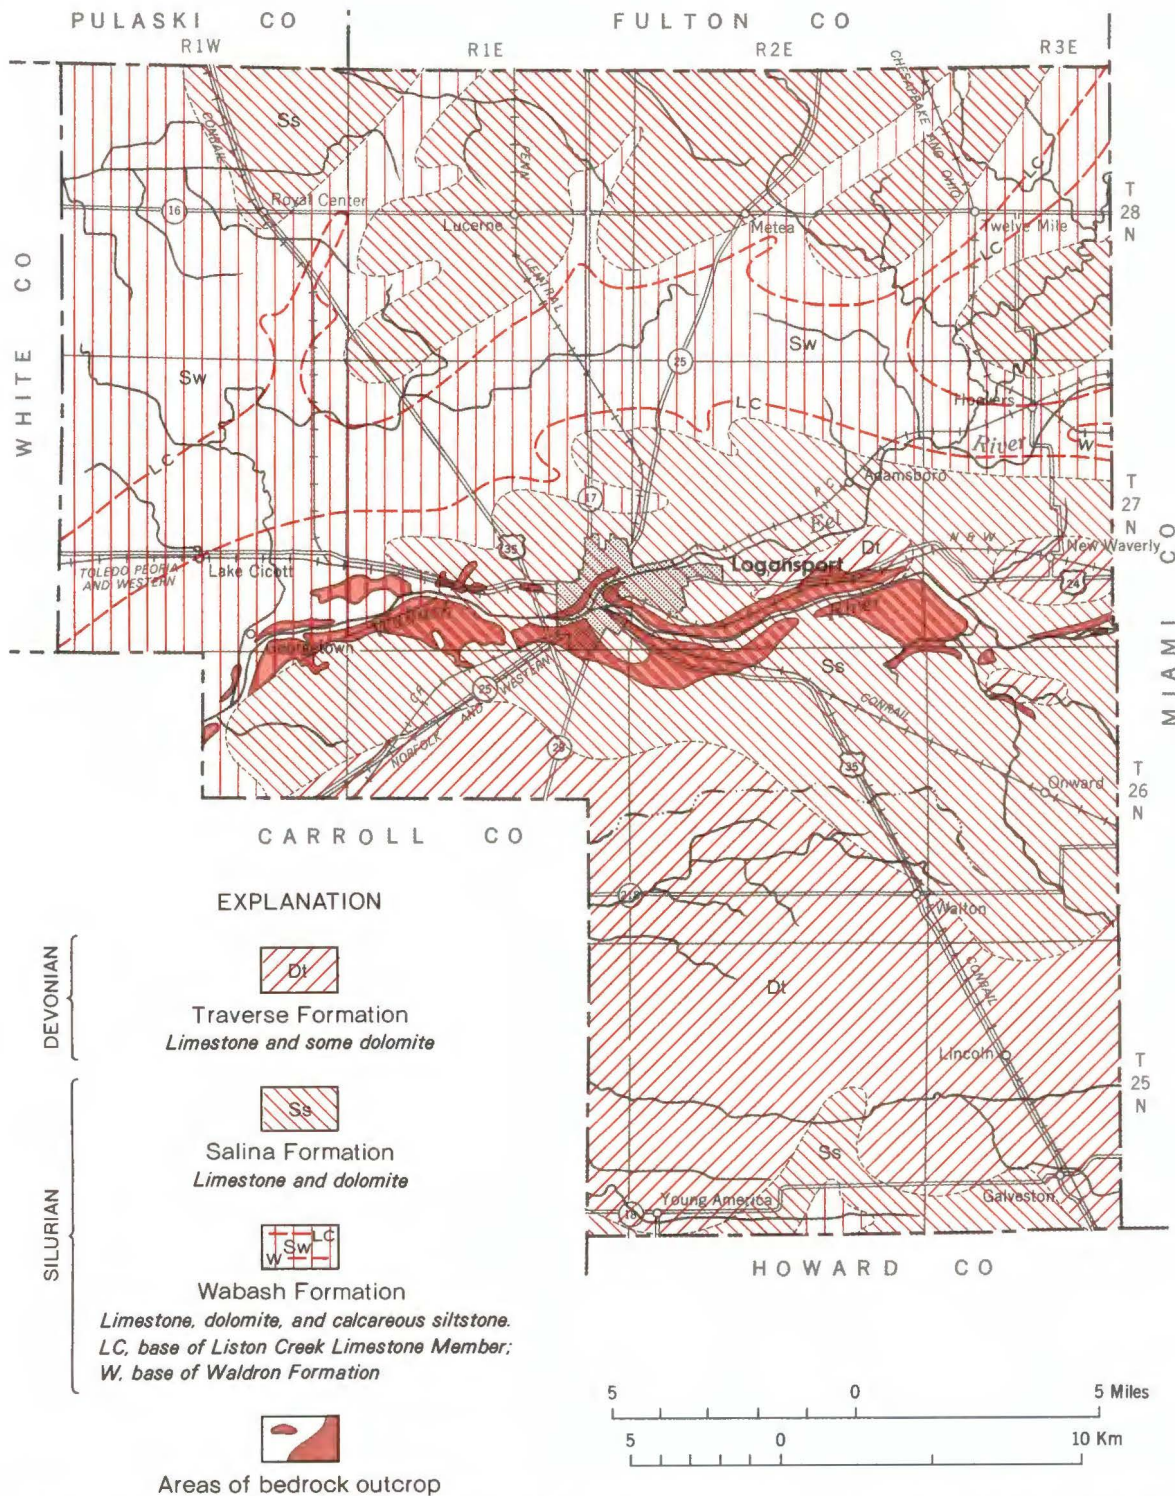 PULASKI CO
FULTON CO
R1W
R1E
R2E
R3E
CHESAPEAKE AND OHIO
CONRAIL
Ss
PENN
CENTRAL
LC
T
28
N
16
Royal Center
Lucerne
Metea
Twelve Mile
LC
WHITE CO
25
Sw
Sw
Hoovers
LC
LC
River
W
Adamsboro
17
P C
Eel
T
27
N
35
Dt
N & W
New Waverly
TOLEDO PEORIA
AND WESTERN
Lake Cicott
Logansport
24
MIAMI CO
Wabash
River
Georgetown
Ss
25
NORFOLK AND WESTERN
CONRAIL
29
35
Onward
T
26
N
CARROLL CO
218
Walton
EXPLANATION
CONRAIL
DEVONIAN
Dt
Dt
Traverse Formation
Limestone and some dolomite
Lincoln
T
25
N
SILURIAN
Ss
Ss
Salina Formation
Limestone and dolomite
Galveston
Young America
18
W Sw LC
HOWARD CO
Wabash Formation
Limestone, dolomite, and calcareous siltstone.
LC, base of Liston Creek Limestone Member;
W, base of Waldron Formation
5 0 5 Miles
5 0 10 Km
Areas of bedrock outcrop